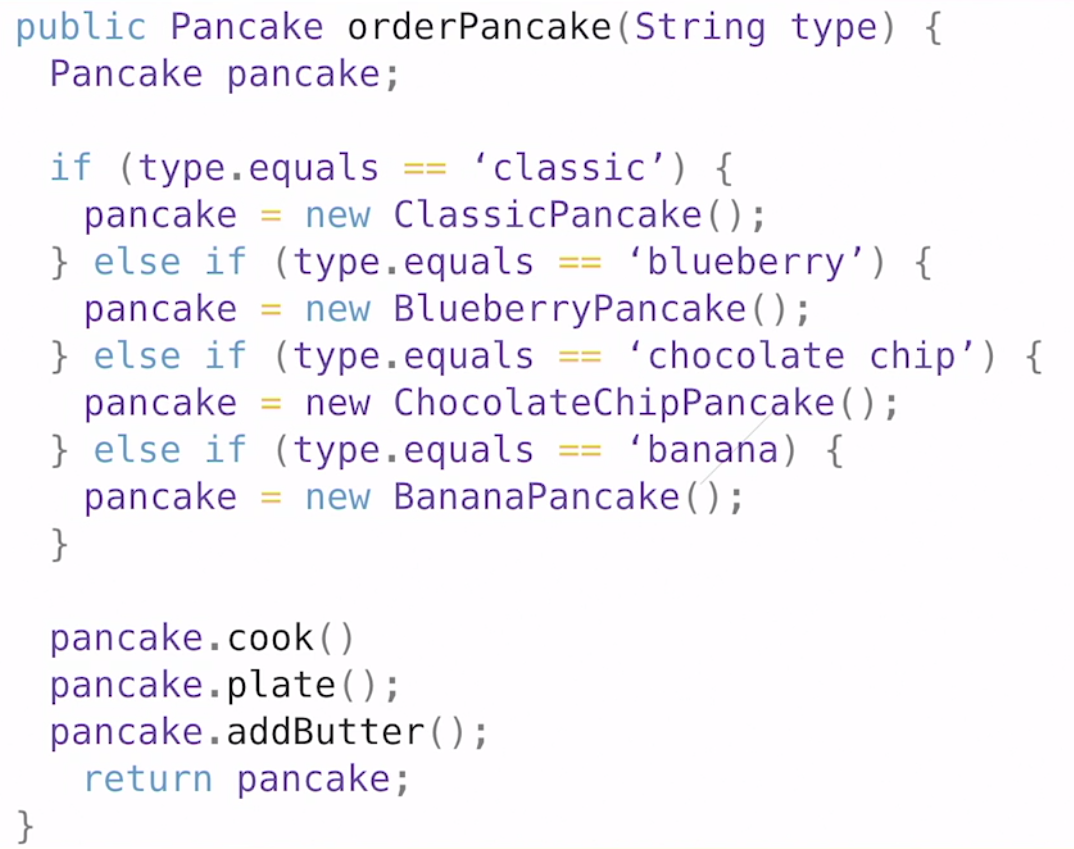 public Pancake orderPancake(String type) {
Pancake pancake;
if (type.equals == ‘classic’) {
pancake = new ClassicPancake();
} else if (type.equals == ‘blueberry’) {
pancake = new BlueberryPancake();
} else if (type.equals == ‘chocolate chip’) {
pancake = new ChocolateChipPancake();
} else if (type.equals == ‘banana) {
pancake = new BananaPancake();
}
pancake.cook()
pancake.plate();
pancake.addButter();
return pancake;
}